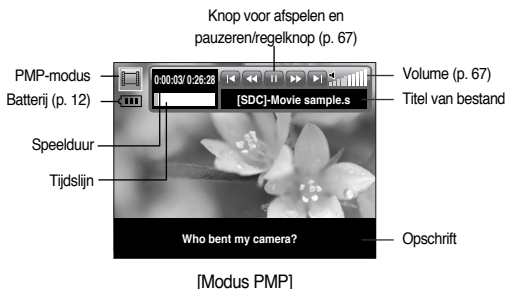 Knop voor afspelen en
pauzeren/regelknop (p. 67)
PMP-modus
0:00:03/ 0:26:28
Volume (p. 67)
Batterij (p. 12)
[SDC]-Movie sample.s
Titel van bestand
Speelduur
Tijdslijn
Who bent my camera?
Opschrift
[Modus PMP]